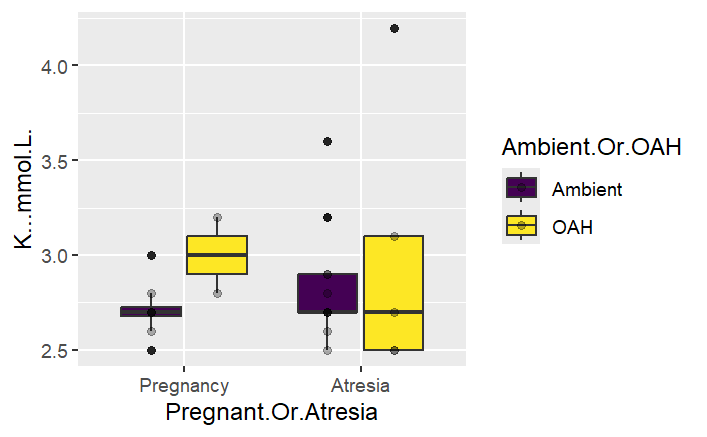 K...mmol.L.
4.0
3.5
3.0
2.5
Pregnancy
Atresia
Pregnant.Or.Atresia
Ambient.Or.OAH
Ambient
OAH